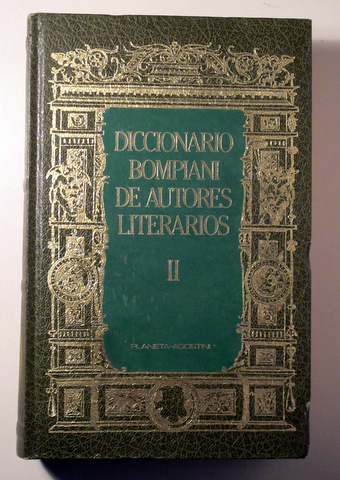 DICCIONARIO
BOMPIANI
DE AUTORES
LITERARIOS
II
PLANETA-AGOSTINI